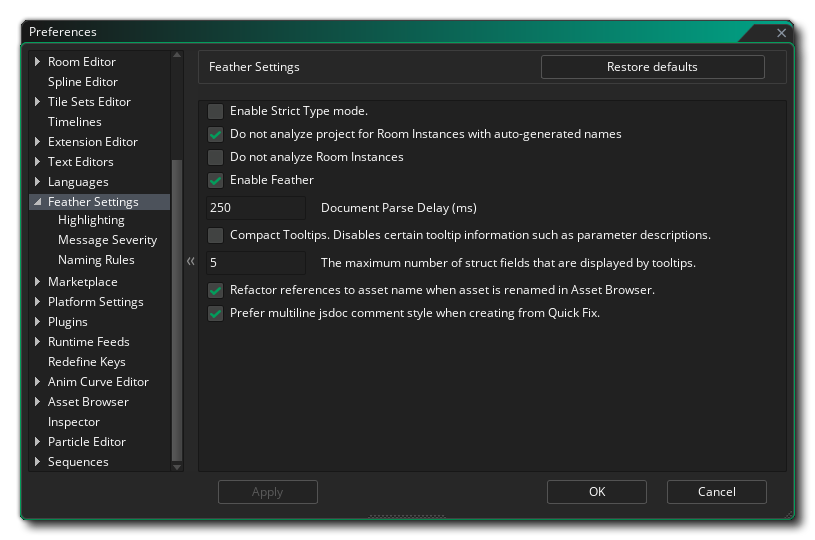 Preferences
Room Editor
Spline Editor
Tile Sets Editor
Timelines
Extension Editor
Text Editors
Languages
Feather Settings
Highlighting
Message Severity
Naming Rules
Marketplace
Platform Settings
Plugins
Runtime Feeds
Redefine Keys
Anim Curve Editor
Asset Browser
Inspector
Particle Editor
Sequences
Feather Settings
Restore defaults
Enable Strict Type mode.
Do not analyze project for Room Instances with auto-generated names
Do not analyze Room Instances
Enable Feather
250 Document Parse Delay (ms)
Compact Tooltips. Disables certain tooltip information such as parameter descriptions.
5 The maximum number of struct fields that are displayed by tooltips.
Refactor references to asset name when asset is renamed in Asset Browser.
Prefer multiline jsdoc comment style when creating from Quick Fix.
Apply
OK
Cancel